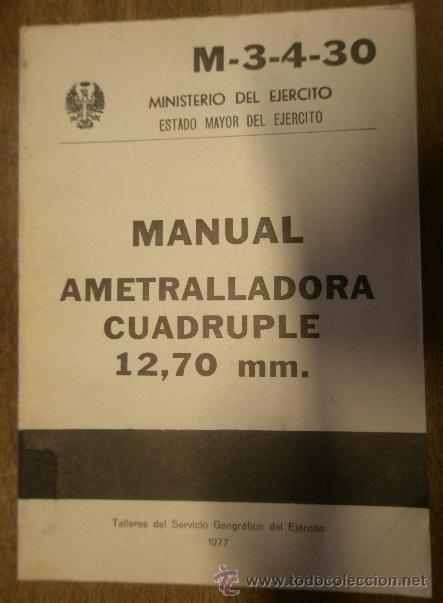 M-3-4-30
MINISTERIO DEL EJERCITO
ESTADO MAYOR DEL EJERCITO
MANUAL
AMETRALLADORA
CUADRUPLE
12,70 mm.
Talleres del Servicio Geográfico del Ejército
1977
www.todocoleccion.net